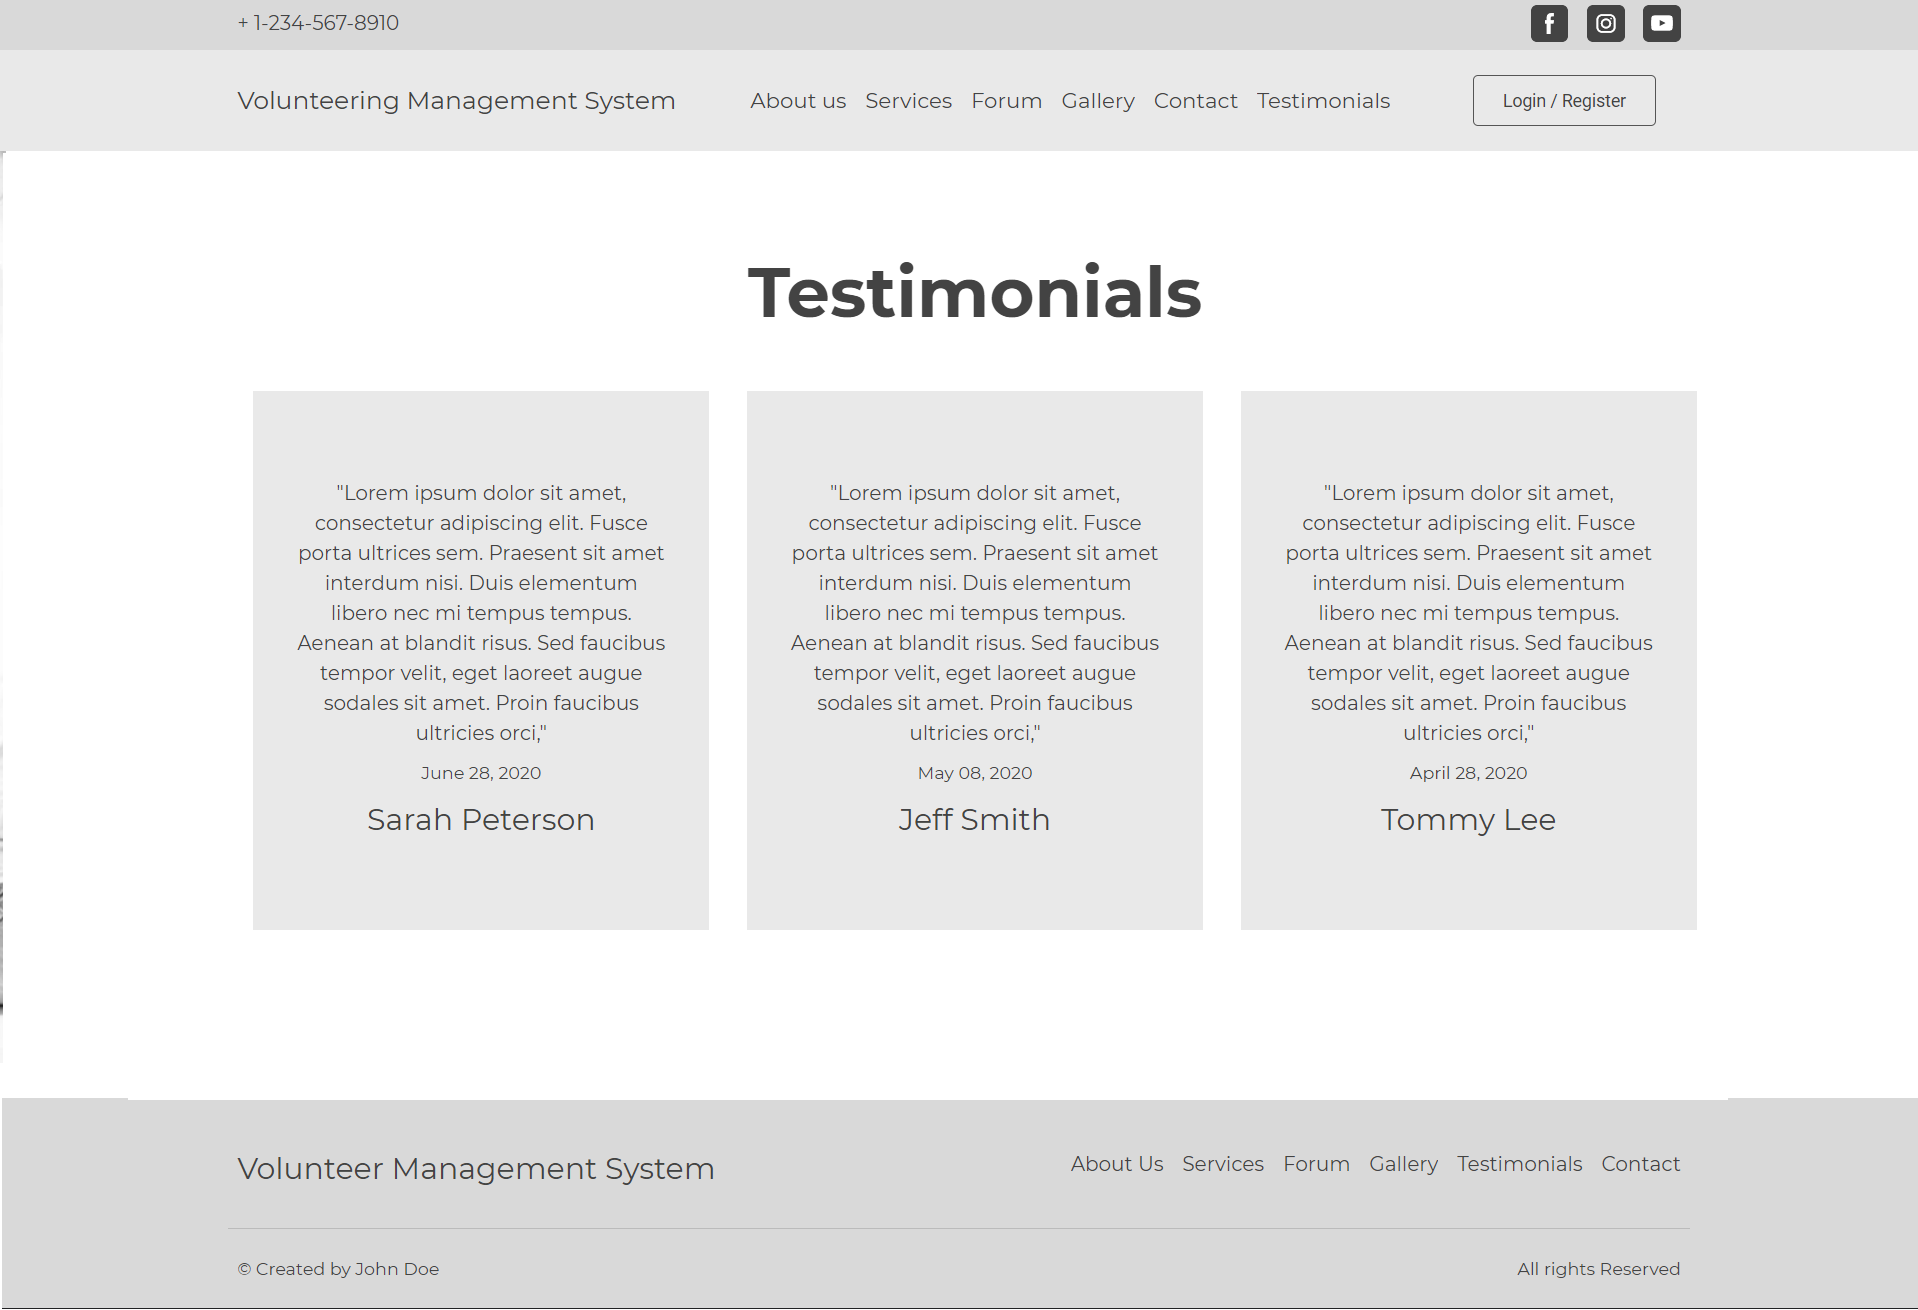 + 1-234-567-8910
Volunteering Management System
About us Services Forum Gallery Contact Testimonials
Login / Register
Testimonials
"Lorem ipsum dolor sit amet,
consectetur adipiscing elit. Fusce
porta ultrices sem. Praesent sit amet
interdum nisi. Duis elementum
libero nec mi tempus tempus.
Aenean at blandit risus. Sed faucibus
tempor velit, eget laoreet augue
sodales sit amet. Proin faucibus
ultricies orci,"
June 28, 2020
Sarah Peterson
"Lorem ipsum dolor sit amet,
consectetur adipiscing elit. Fusce
porta ultrices sem. Praesent sit amet
interdum nisi. Duis elementum
libero nec mi tempus tempus.
Aenean at blandit risus. Sed faucibus
tempor velit, eget laoreet augue
sodales sit amet. Proin faucibus
ultricies orci,"
May 08, 2020
Jeff Smith
"Lorem ipsum dolor sit amet,
consectetur adipiscing elit. Fusce
porta ultrices sem. Praesent sit amet
interdum nisi. Duis elementum
libero nec mi tempus tempus.
Aenean at blandit risus. Sed faucibus
tempor velit, eget laoreet augue
sodales sit amet. Proin faucibus
ultricies orci,"
April 28, 2020
Tommy Lee
Volunteer Management System
About Us Services Forum Gallery Testimonials Contact
© Created by John Doe
All rights Reserved